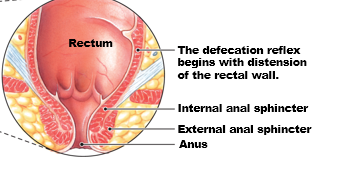 Rectum
The defecation reflex
begins with distension
of the rectal wall.
Internal anal sphincter
External anal sphincter
Anus